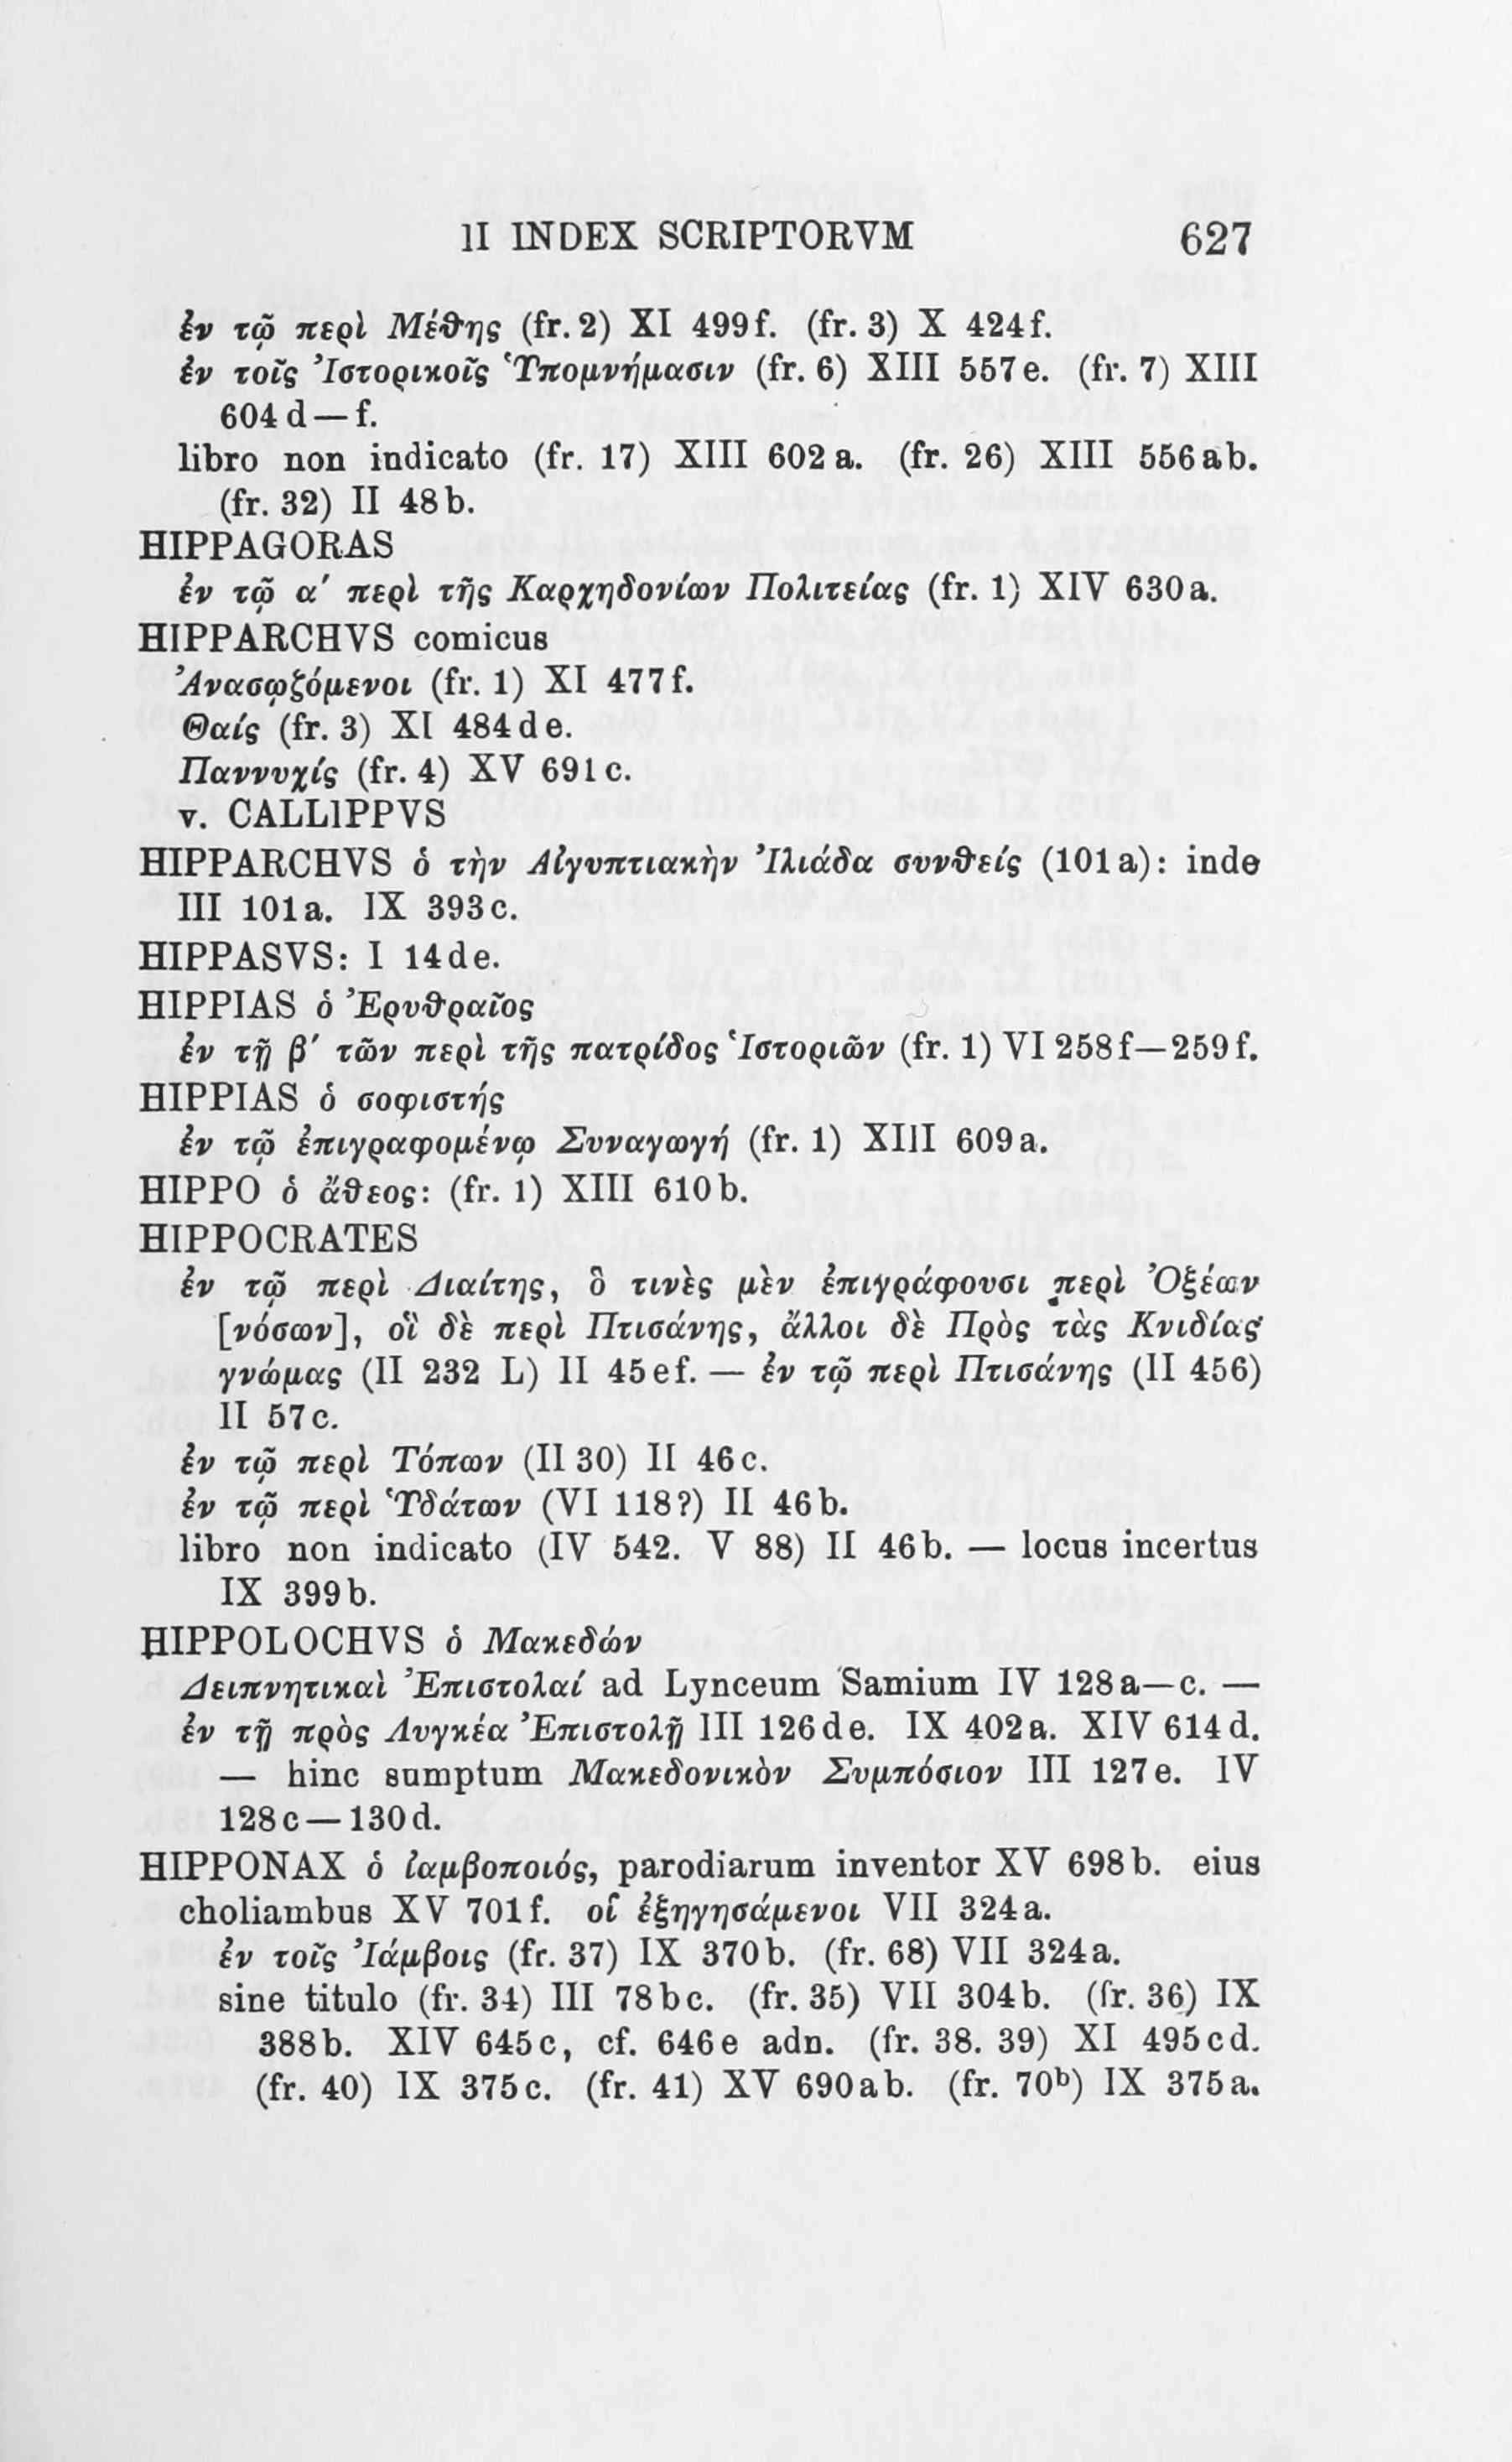 II INDEX SCRIPTORVM 627
ἐν τῷ περὶ Μέθης (fr. 2) XI 499f. (fr. 3) X 424f.
ἐν τοῖς Ἰστορικοῖς Ὑπομνήμασιν (fr. 6) XIII 557e. (fr. 7) XIII
604d—f.
libro non indicato (fr. 17) XIII 602a. (fr. 26) XIII 556ab.
(fr. 32) II 48b.
HIPPAGORAS
ἐν τῷ α′ περὶ τῆς Καρχηδονίων Πολιτείας (fr. 1) XIV 630a.
HIPPARCHVS comicus
Ἀνασῳζόμενοι (fr. 1) XI 477f.
Θαΐς (fr. 3) XI 484de.
Παννυχίς (fr. 4) XV 691c.
v. CALLIPPVS
HIPPARCHVS ὁ τὴν Αἰγυπτιακὴν Ἰλιάδα συνθείς (101a): inde
III 101a. IX 393c.
HIPPASVS: I 14de.
HIPPIAS ὁ Ἐρυθραῖος
ἐν τῇ β′ τῶν περὶ τῆς πατρίδος Ἱστοριῶν (fr. 1) VI 258f—259f.
HIPPIAS ὁ σοφιστής
ἐν τῷ ἐπιγραφομένῳ Συναγωγή (fr. 1) XIII 609a.
HIPPO ὁ ἄθεος: (fr. 1) XIII 610b.
HIPPOCRATES
ἐν τῷ περὶ Διαίτης, ὃ τινὲς μὲν ἐπιγράφουσι περὶ Ὀξέων
[νόσων], οἳ δὲ περὶ Πτισάνης, ἄλλοι δὲ Πρὸς τὰς Κνιδίας
γνώμας (II 232 L) II 45ef. — ἐν τῷ περὶ Πτισάνης (II 456)
II 57c.
ἐν τῷ περὶ Τόπων (II 30) II 46c.
ἐν τῷ περὶ Ὑδάτων (VI 118?) II 46b.
libro non indicato (IV 542. V 88) II 46b. — locus incertus
IX 399b.
HIPPOLOCHVS ὁ Μακεδών
Δειπνητικαὶ Ἐπιστολαί ad Lynceum Samium IV 128a—c. —
ἐν τῇ πρὸς Λυγκέα Ἐπιστολῇ III 126de. IX 402a. XIV 614d.
— hinc sumptum Μακεδονικὸν Συμπόσιον III 127e. IV
128c—130d.
HIPPONAX ὁ ἰαμβοποιός, parodiarum inventor XV 698b. eius
choliambus XV 701f. οἱ ἐξηγησάμενοι VII 324a.
ἐν τοῖς Ἰάμβοις (fr. 37) IX 370b. (fr. 68) VII 324a.
sine titulo (fr. 34) III 78bc. (fr. 35) VII 304b. (fr. 36) IX
388b. XIV 645c, cf. 646e adn. (fr. 38. 39) XI 495cd.
(fr. 40) IX 375c. (fr. 41) XV 690ab. (fr. 70ᵇ) IX 375a.